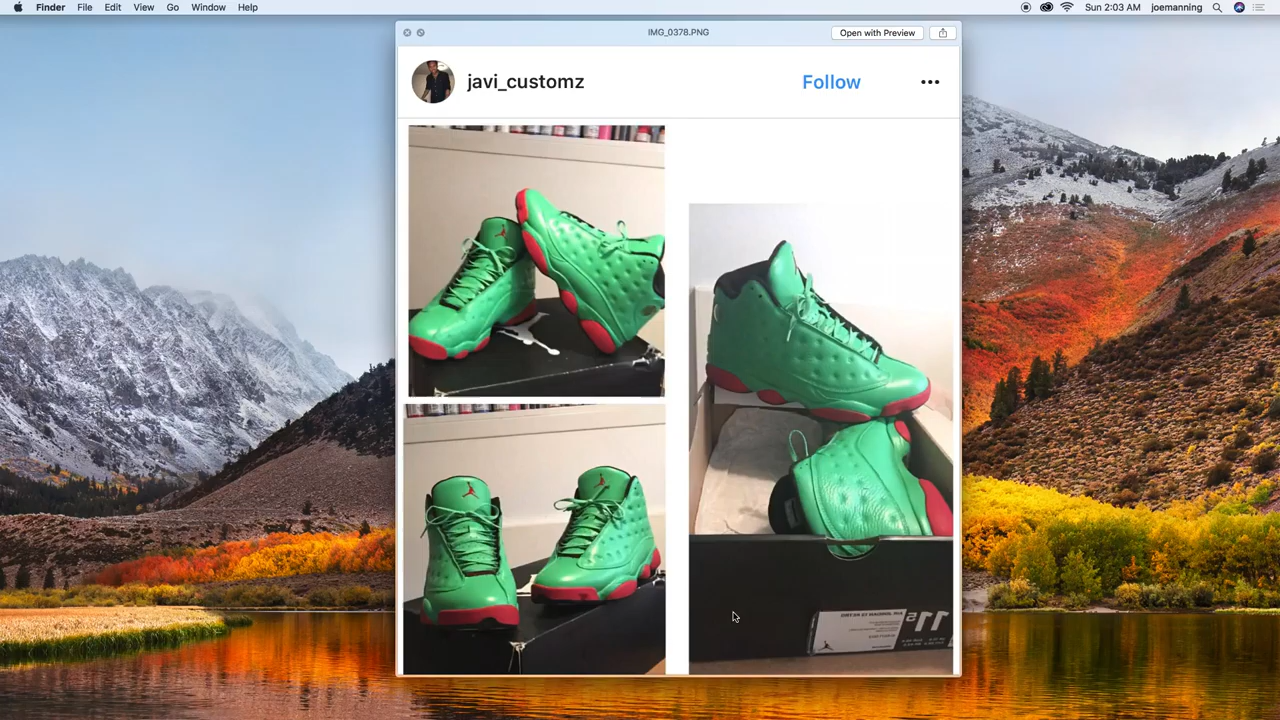 Finder File Edit View Go Window Help
Sun 2:03 AM joemanning
IMG_0378.PNG
Open with Preview
javi_customz
Follow